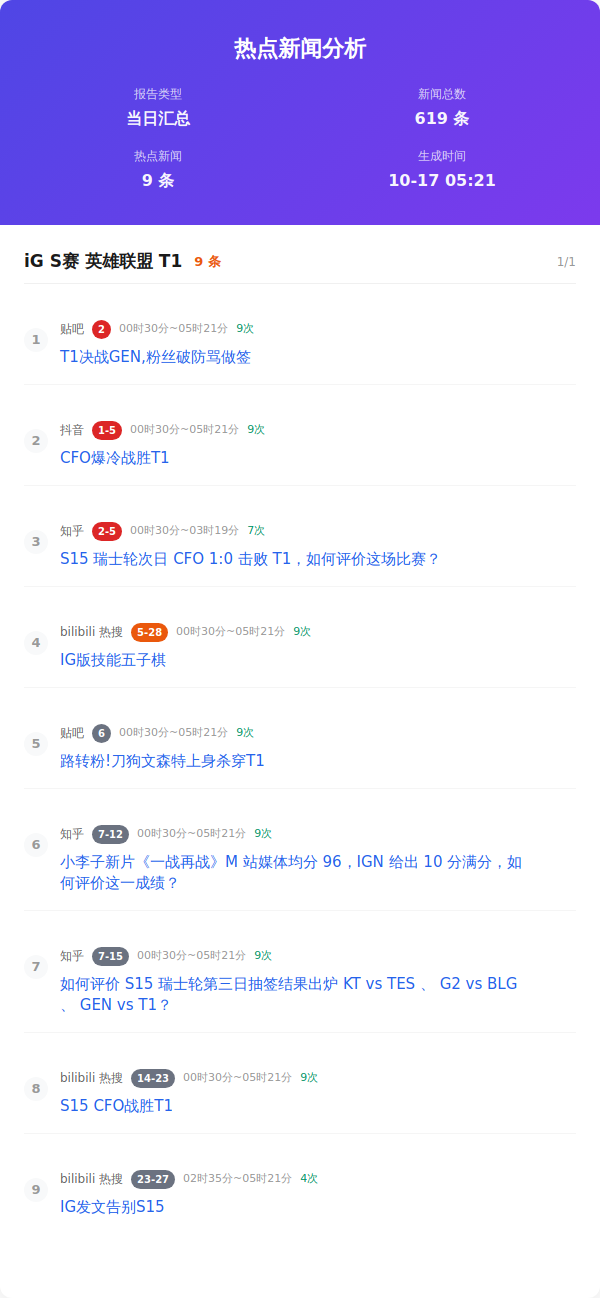 热点新闻分析
报告类型
新闻总数
当日汇总
619 条
热点新闻
生成时间
9 条
10-17 05:21
iG S赛 英雄联盟 T1 9 条 1/1
1
贴吧 2 00时30分~05时21分 9次
T1决战GEN,粉丝破防骂做签
2
抖音 1-5 00时30分~05时21分 9次
CFO爆冷战胜T1
3
知乎 2-5 00时30分~03时19分 7次
S15 瑞士轮次日 CFO 1:0 击败 T1，如何评价这场比赛？
4
bilibili 热搜 5-28 00时30分~05时21分 9次
IG版技能五子棋
5
贴吧 6 00时30分~05时21分 9次
路转粉!刀狗文森特上身杀穿T1
6
知乎 7-12 00时30分~05时21分 9次
小李子新片《一战再战》M 站媒体均分 96，IGN 给出 10 分满分，如
何评价这一成绩？
7
知乎 7-15 00时30分~05时21分 9次
如何评价 S15 瑞士轮第三日抽签结果出炉 KT vs TES 、 G2 vs BLG
、 GEN vs T1？
8
bilibili 热搜 14-23 00时30分~05时21分 9次
S15 CFO战胜T1
9
bilibili 热搜 23-27 02时35分~05时21分 4次
IG发文告别S15